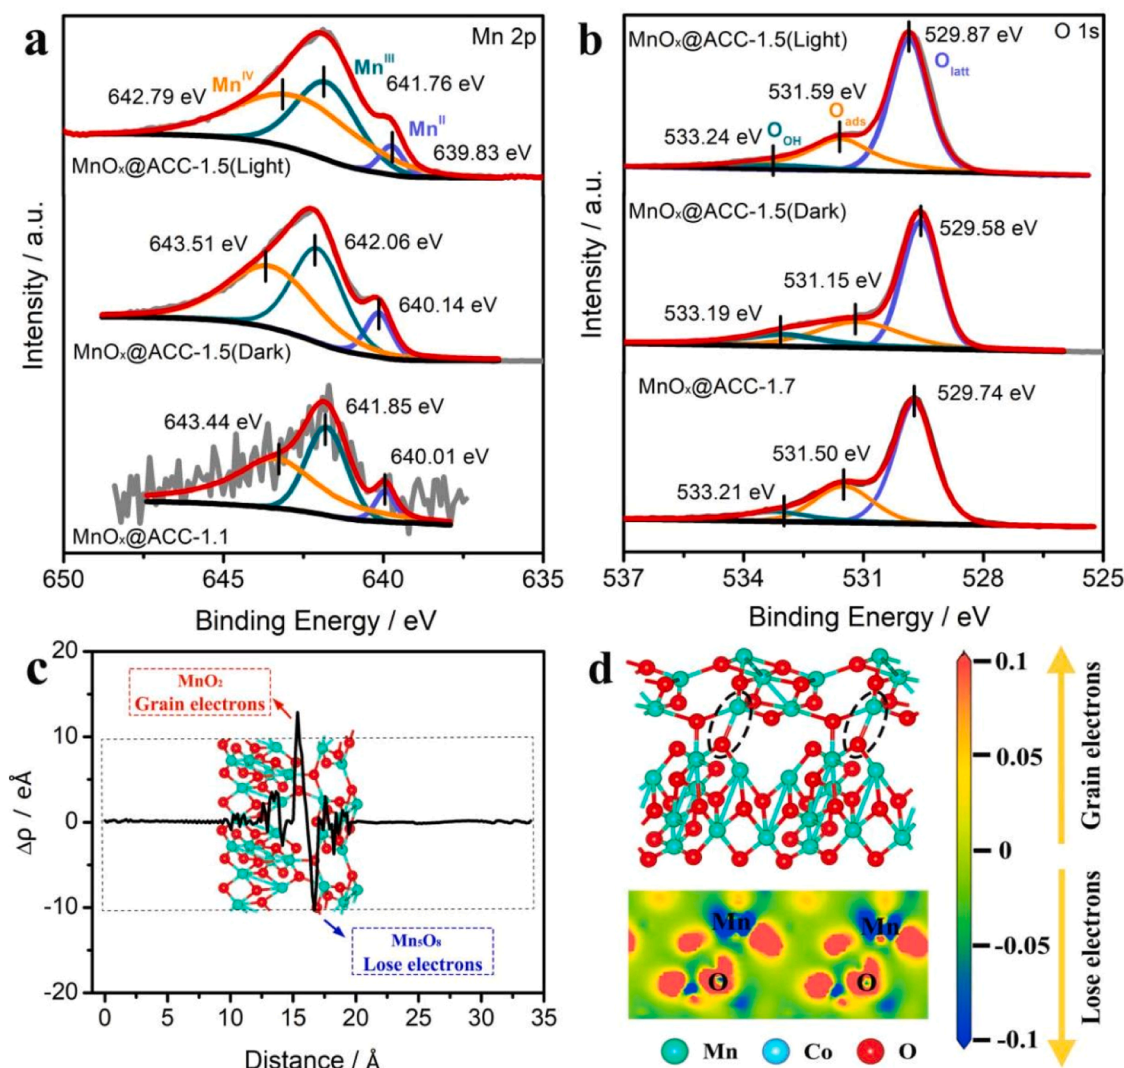 a
Mn 2p
Mn^IV
Mn^III
642.79 eV
641.76 eV
Mn^II
639.83 eV
MnOₓ@ACC-1.5(Light)
643.51 eV
642.06 eV
640.14 eV
MnOₓ@ACC-1.5(Dark)
643.44 eV
641.85 eV
640.01 eV
MnOₓ@ACC-1.1
650 645 640 635
Binding Energy / eV
Intensity / a.u.
b
MnOₓ@ACC-1.5(Light)
529.87 eV
O 1s
O_latt
531.59 eV
O_ads
533.24 eV
O_OH
MnOₓ@ACC-1.5(Dark)
529.58 eV
531.15 eV
533.19 eV
MnOₓ@ACC-1.7
529.74 eV
531.50 eV
533.21 eV
537 534 531 528 525
Binding Energy / eV
Intensity / a.u.
c
MnO₂
Grain electrons
Mn₅O₈
Lose electrons
20
10
0
-10
-20
Δρ / eÅ
0 5 10 15 20 25 30 35
Distance / Å
d
0.1
0.05
0
-0.05
-0.1
Grain electrons
Lose electrons
Mn
Mn
O
O
Mn Co O